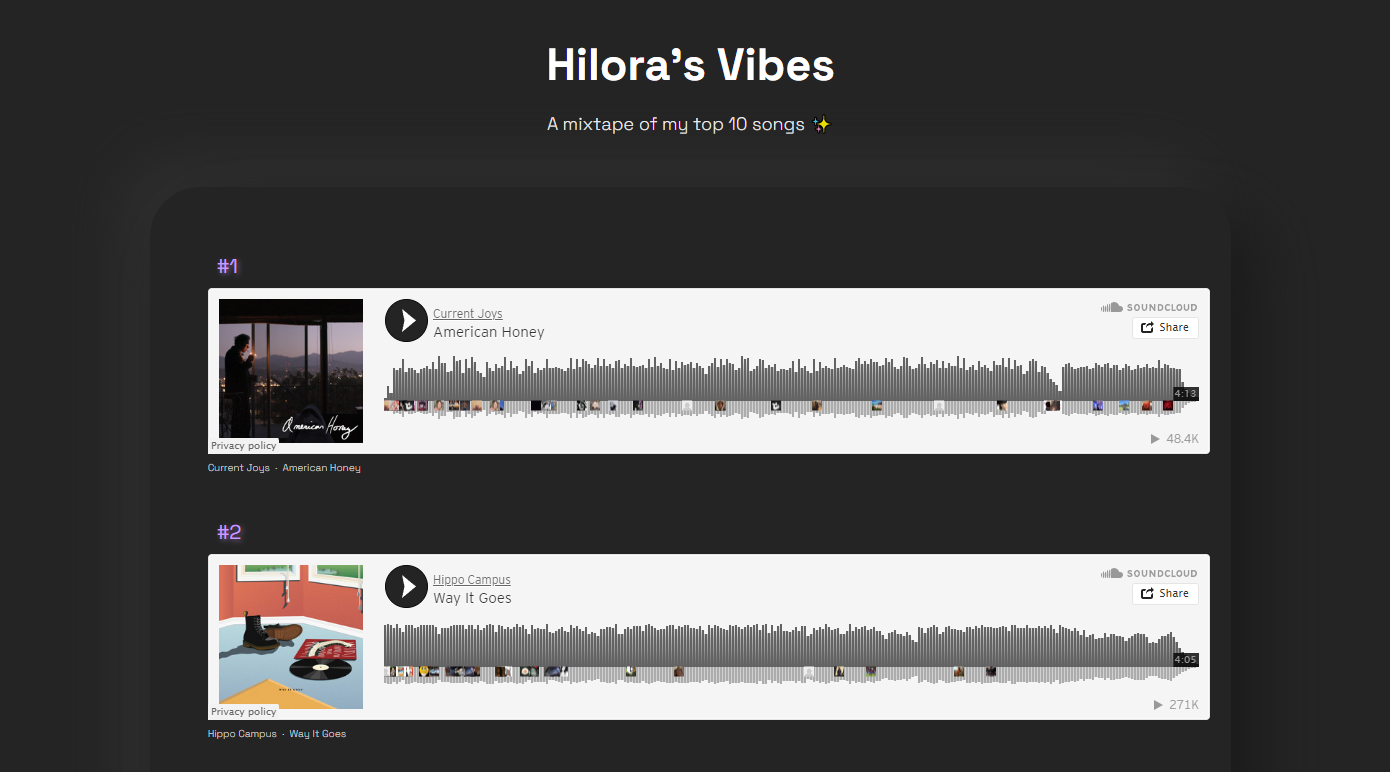 Hilora's Vibes
A mixtape of my top 10 songs ✨
#1
Current Joys
American Honey
SOUNDCLOUD
Share
American Honey
4:13
Privacy policy
48.4K
Current Joys · American Honey
#2
Hippo Campus
Way It Goes
SOUNDCLOUD
Share
4:05
Privacy policy
271K
Hippo Campus · Way It Goes